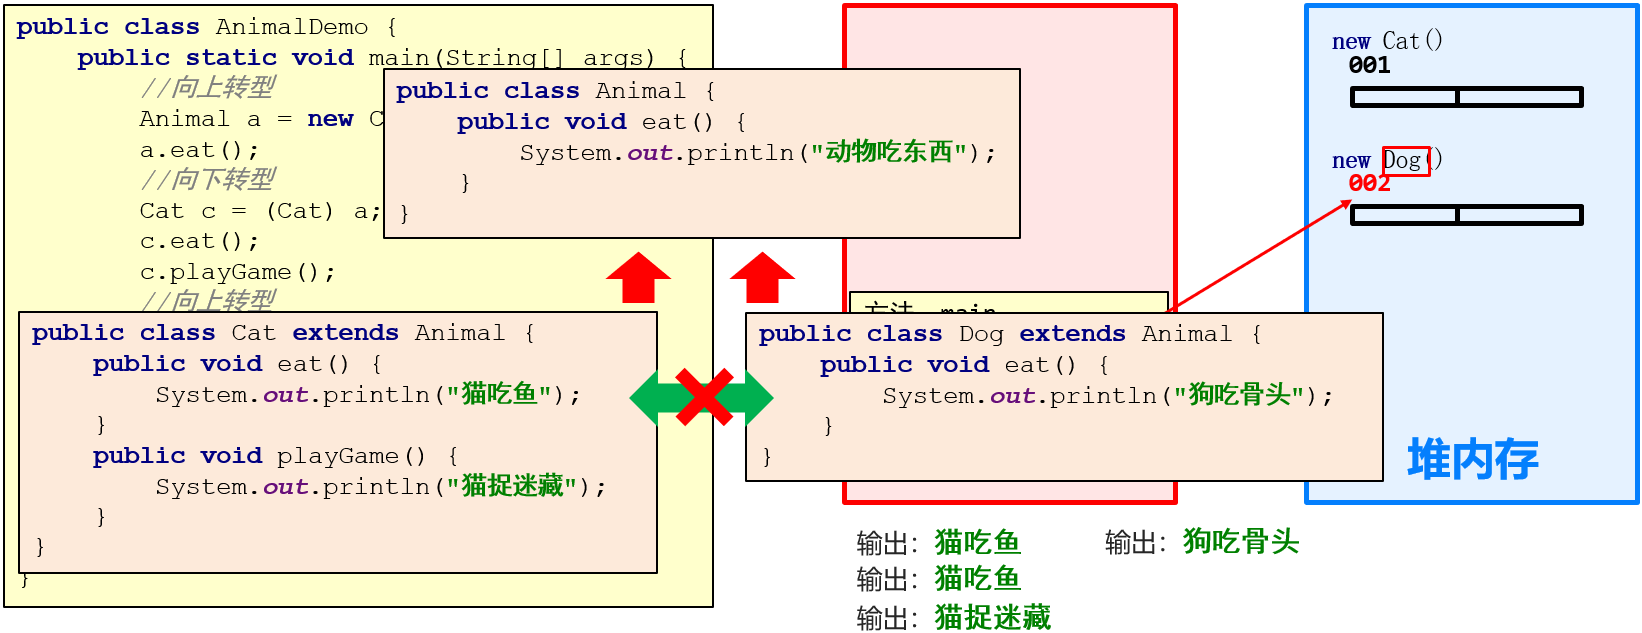 public class AnimalDemo {
public static void main(String[] args) {
//向上转型
Animal a = new C
a.eat();
//向下转型
Cat c = (Cat) a;
c.eat();
c.playGame();
//向上转型
}
public class Animal {
public void eat() {
System.out.println("动物吃东西");
}
}
public class Cat extends Animal {
public void eat() {
System.out.println("猫吃鱼");
}
public void playGame() {
System.out.println("猫捉迷藏");
}
}
方法 main
public class Dog extends Animal {
public void eat() {
System.out.println("狗吃骨头");
}
}
new Cat()
001
new Dog()
002
堆内存
输出：猫吃鱼
输出：猫吃鱼
输出：猫捉迷藏
输出：狗吃骨头